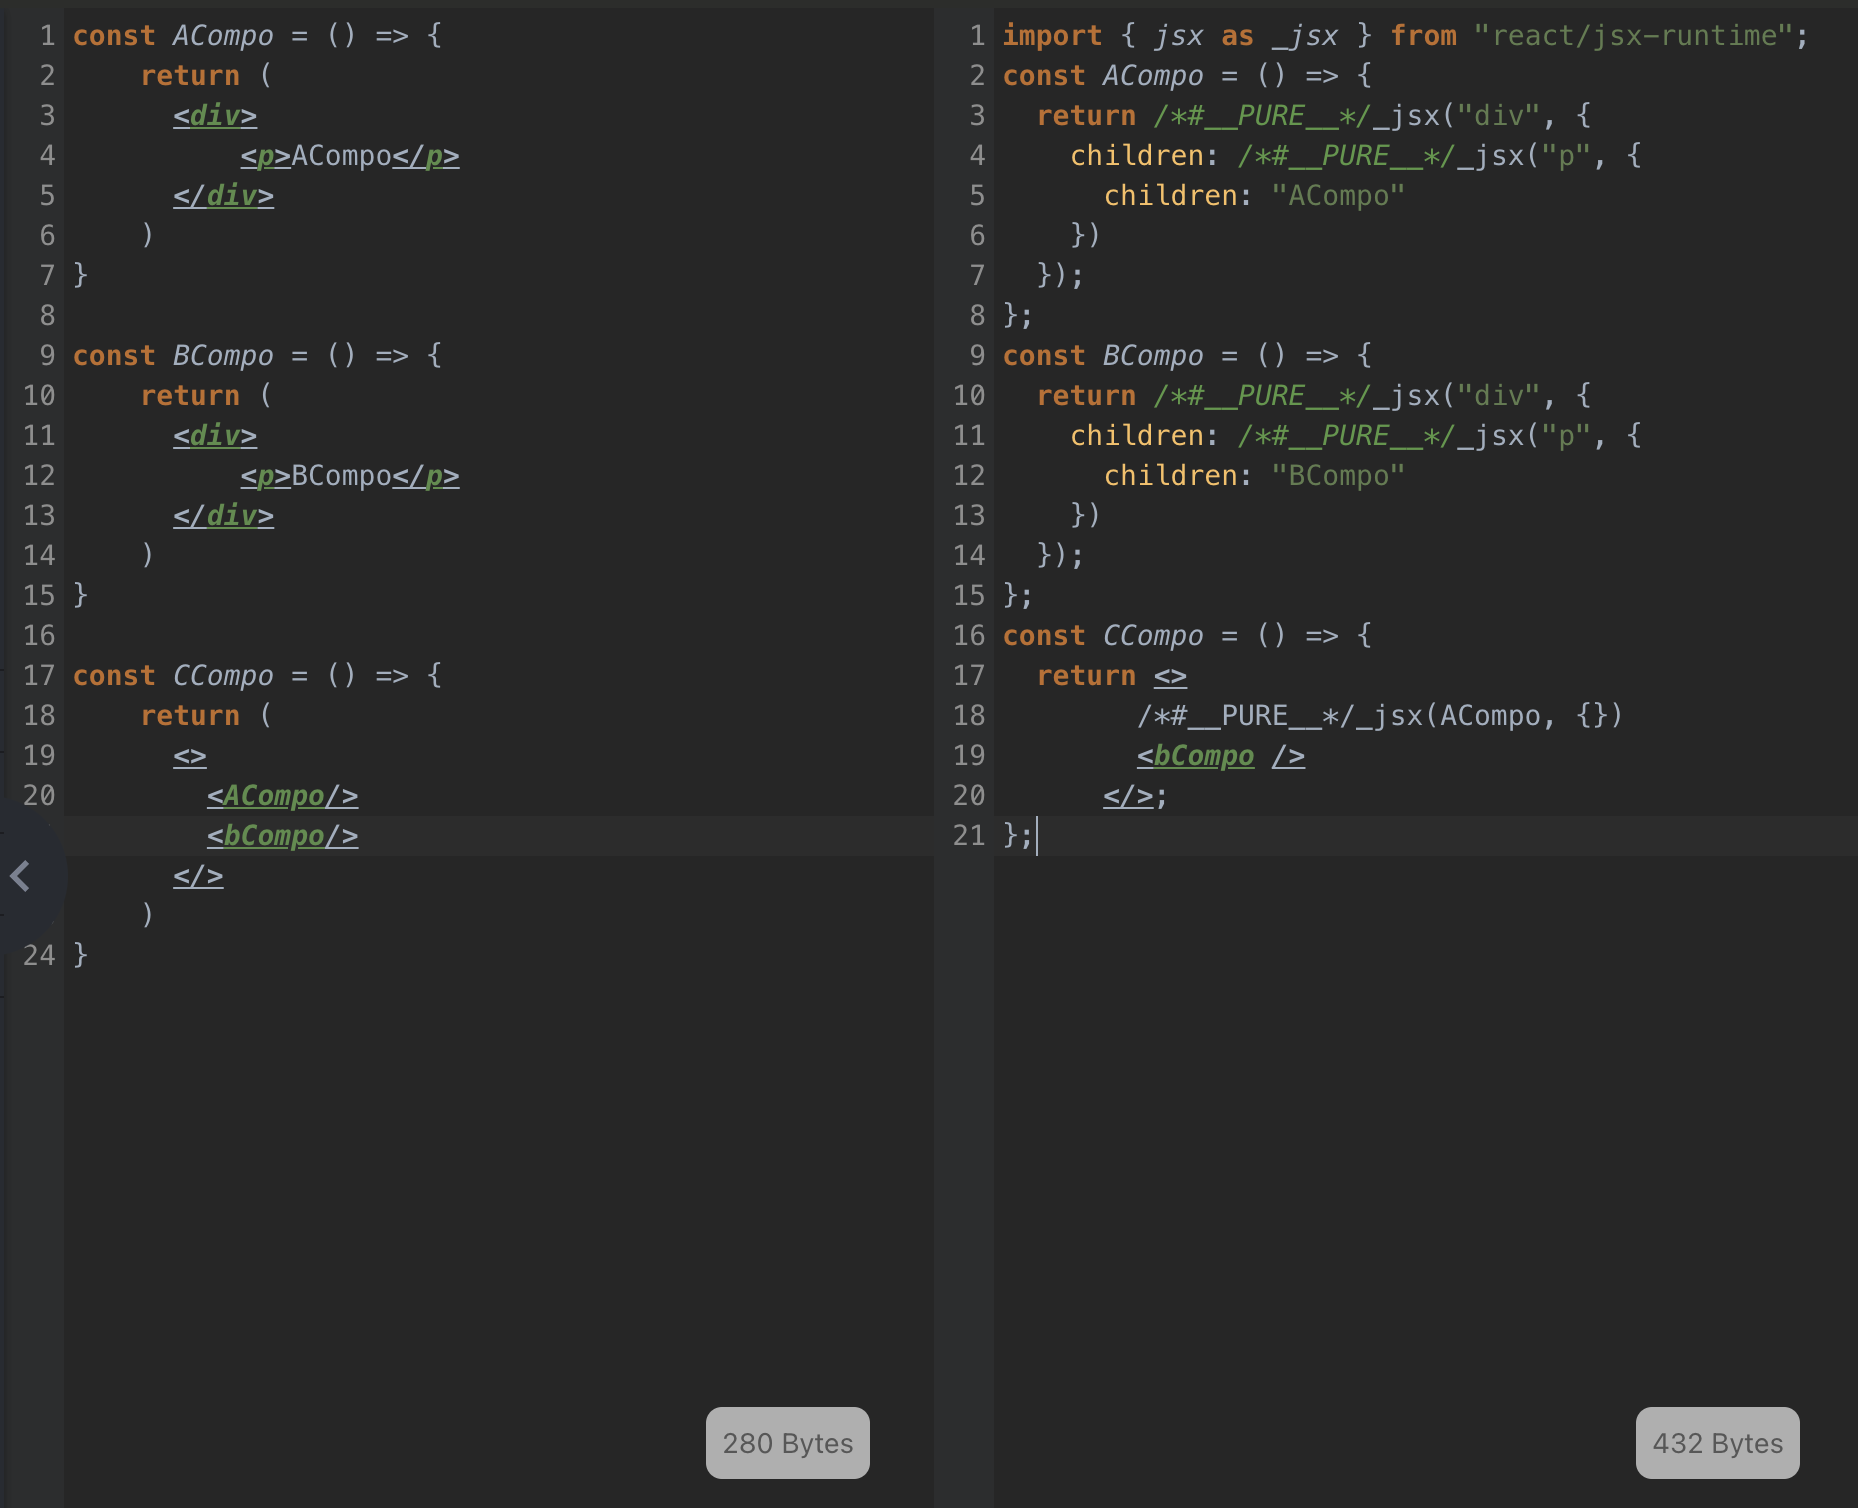 1 const ACompo = () => {
2     return (
3       <div>
4           <p>ACompo</p>
5       </div>
6     )
7 }
8
9 const BCompo = () => {
10     return (
11       <div>
12           <p>BCompo</p>
13       </div>
14     )
15 }
16
17 const CCompo = () => {
18     return (
19       <>
20         <ACompo/>
        <bCompo/>
      </>
    )
24 }
280 Bytes
1 import { jsx as _jsx } from "react/jsx-runtime";
2 const ACompo = () => {
3   return /*#__PURE__*/_jsx("div", {
4     children: /*#__PURE__*/_jsx("p", {
5       children: "ACompo"
6     })
7   });
8 };
9 const BCompo = () => {
10   return /*#__PURE__*/_jsx("div", {
11     children: /*#__PURE__*/_jsx("p", {
12       children: "BCompo"
13     })
14   });
15 };
16 const CCompo = () => {
17   return <>
18         /*#__PURE__*/_jsx(ACompo, {})
19         <bCompo />
20       </>;
21 };
432 Bytes